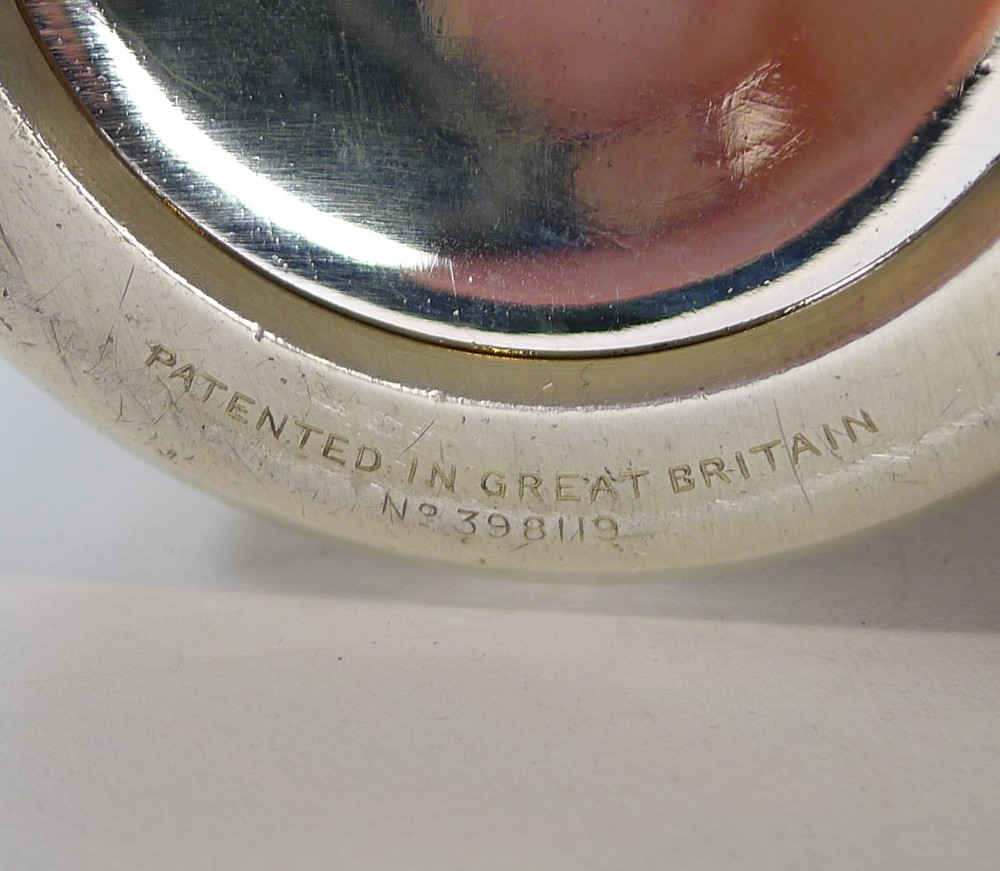 PATENTED IN GREAT BRITAIN
Nº 398119